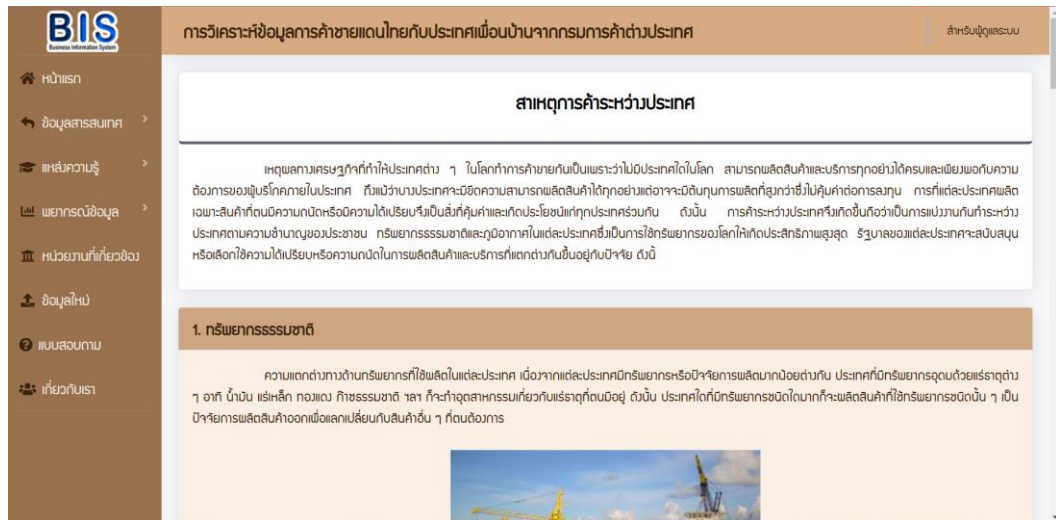 BIS
Business Information System
การวิเคราะห์ข้อมูลการค้าชายแดนไทยกับประเทศเพื่อนบ้านจากกรมการค้าต่างประเทศ
สำหรับผู้ดูแลระบบ
หน้าแรก
ข้อมูลสารสนเทศ
แหล่งความรู้
พยากรณ์ข้อมูล
หน่วยงานที่เกี่ยวข้อง
ข้อมูลใหม่
แบบสอบถาม
เกี่ยวกับเรา
สาเหตุการค้าระหว่างประเทศ
เหตุผลทางเศรษฐกิจที่ทำให้ประเทศต่าง ๆ ในโลกทำการค้าขายกันเป็นเพราะว่าไม่มีประเทศใดในโลก สามารถผลิตสินค้าและบริการทุกอย่างได้ครบและเพียงพอกับความ
ต้องการของผู้บริโภคภายในประเทศ ถึงแม้ว่าบางประเทศจะมีขีดความสามารถผลิตสินค้าได้ทุกอย่างแต่อาจจะมีต้นทุนการผลิตที่สูงกว่าซึ่งไม่คุ้มค่าต่อการลงทุน การที่แต่ละประเทศผลิต
เฉพาะสินค้าที่ตนมีความถนัดหรือมีความได้เปรียบจึงเป็นสิ่งที่คุ้มค่าและเกิดประโยชน์แก่ทุกประเทศร่วมกัน ดังนั้น การค้าระหว่างประเทศจึงเกิดขึ้นถือว่าเป็นการแบ่งงานกันทำระหว่าง
ประเทศตามความชำนาญของประชาชน ทรัพยากรธรรมชาติและภูมิอากาศในแต่ละประเทศซึ่งเป็นการใช้ทรัพยากรของโลกให้เกิดประสิทธิภาพสูงสุด รัฐบาลของแต่ละประเทศจะสนับสนุน
หรือเลือกใช้ความได้เปรียบหรือความถนัดในการผลิตสินค้าและบริการที่แตกต่างกันขึ้นอยู่กับปัจจัย ดังนี้
1. ทรัพยากรธรรมชาติ
ความแตกต่างทางด้านทรัพยากรที่ใช้ผลิตในแต่ละประเทศ เนื่องจากแต่ละประเทศมีทรัพยากรหรือปัจจัยการผลิตมากน้อยต่างกัน ประเทศที่มีทรัพยากรอุดมด้วยแร่ธาตุต่าง
ๆ อาทิ น้ำมัน แร่เหล็ก ทองแดง ก๊าซธรรมชาติ ฯลฯ ก็จะทำอุตสาหกรรมเกี่ยวกับแร่ธาตุที่ตนมีอยู่ ดังนั้น ประเทศใดที่มีทรัพยากรชนิดใดมากก็จะผลิตสินค้าที่ใช้ทรัพยากรชนิดนั้น ๆ เป็น
ปัจจัยการผลิตสินค้าออกเพื่อแลกเปลี่ยนกับสินค้าอื่น ๆ ที่ตนต้องการ